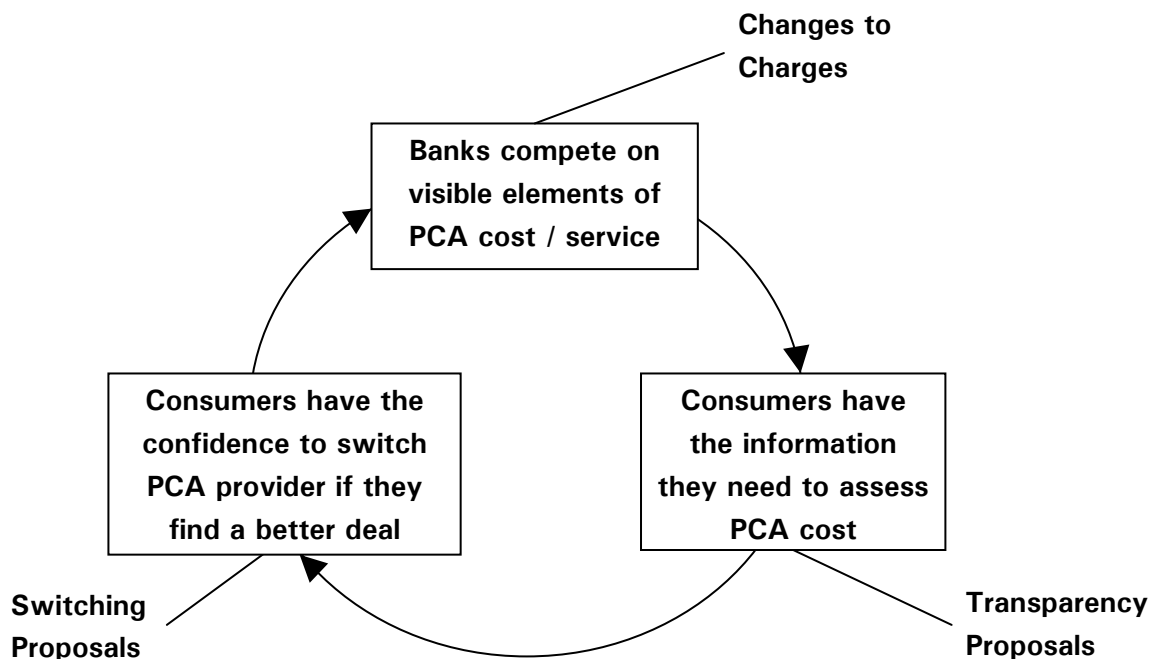 Changes to
Charges
Banks compete on
visible elements of
PCA cost / service
Consumers have the
confidence to switch
PCA provider if they
find a better deal
Consumers have
the information
they need to assess
PCA cost
Switching
Proposals
Transparency
Proposals